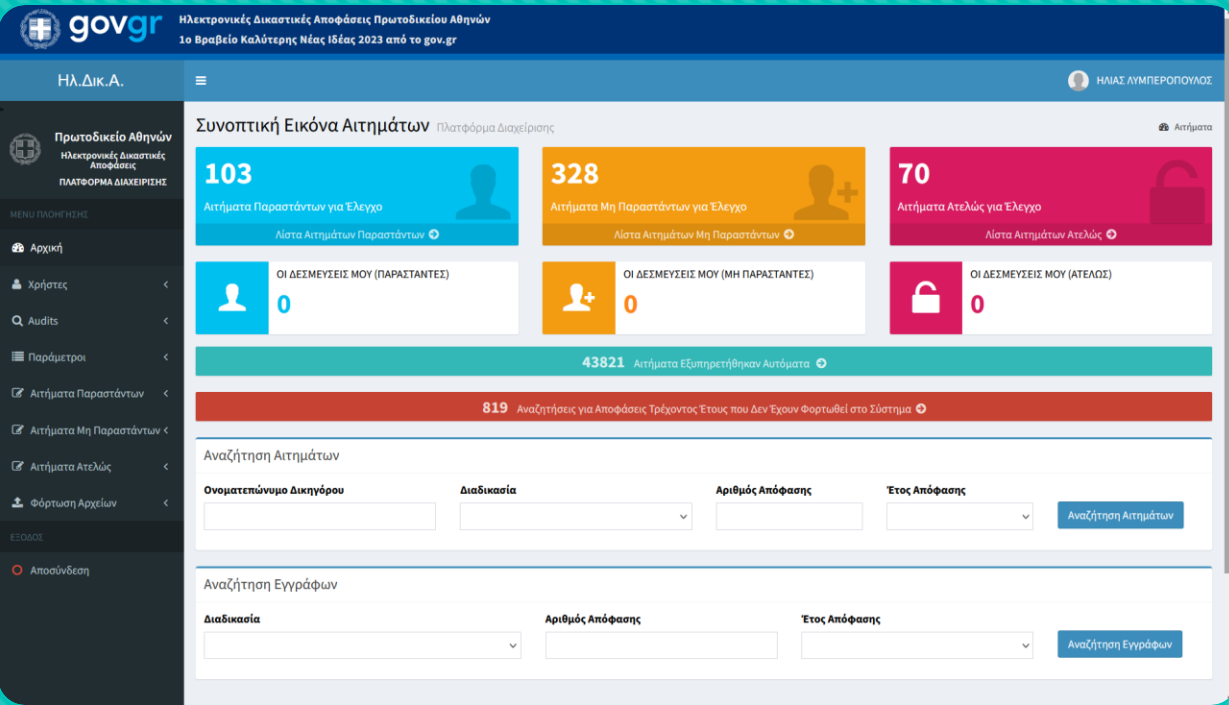 govgr
Ηλεκτρονικές Δικαστικές Αποφάσεις Πρωτοδικείου Αθηνών
1ο Βραβείο Καλύτερης Νέας Ιδέας 2023 από το gov.gr
Ηλ.Δικ.Α.
ΗΛΙΑΣ ΛΥΜΠΕΡΟΠΟΥΛΟΣ
Πρωτοδικείο Αθηνών
Ηλεκτρονικές Δικαστικές
Αποφάσεις
ΠΛΑΤΦΟΡΜΑ ΔΙΑΧΕΙΡΙΣΗΣ
MENU ΠΛΟΗΓΗΣΗΣ
Αρχική
Χρήστες
Audits
Παράμετροι
Αιτήματα Παραστάντων
Αιτήματα Μη Παραστάντων
Αιτήματα Ατελώς
Φόρτωση Αρχείων
ΕΞΟΔΟΣ
Αποσύνδεση
Συνοπτική Εικόνα Αιτημάτων Πλατφόρμα Διαχείρισης
Αιτήματα
103
Αιτήματα Παραστάντων για Έλεγχο
Λίστα Αιτημάτων Παραστάντων
328
Αιτήματα Μη Παραστάντων για Έλεγχο
Λίστα Αιτημάτων Μη Παραστάντων
70
Αιτήματα Ατελώς για Έλεγχο
Λίστα Αιτημάτων Ατελώς
ΟΙ ΔΕΣΜΕΥΣΕΙΣ ΜΟΥ (ΠΑΡΑΣΤΑΝΤΕΣ)
0
ΟΙ ΔΕΣΜΕΥΣΕΙΣ ΜΟΥ (ΜΗ ΠΑΡΑΣΤΑΝΤΕΣ)
0
ΟΙ ΔΕΣΜΕΥΣΕΙΣ ΜΟΥ (ΑΤΕΛΩΣ)
0
43821 Αιτήματα Εξυπηρετήθηκαν Αυτόματα
819 Αναζητήσεις για Αποφάσεις Τρέχοντος Έτους που Δεν Έχουν Φορτωθεί στο Σύστημα
Αναζήτηση Αιτημάτων
Ονοματεπώνυμο Δικηγόρου
Διαδικασία
Αριθμός Απόφασης
Έτος Απόφασης
Αναζήτηση Αιτημάτων
Αναζήτηση Εγγράφων
Διαδικασία
Αριθμός Απόφασης
Έτος Απόφασης
Αναζήτηση Εγγράφων